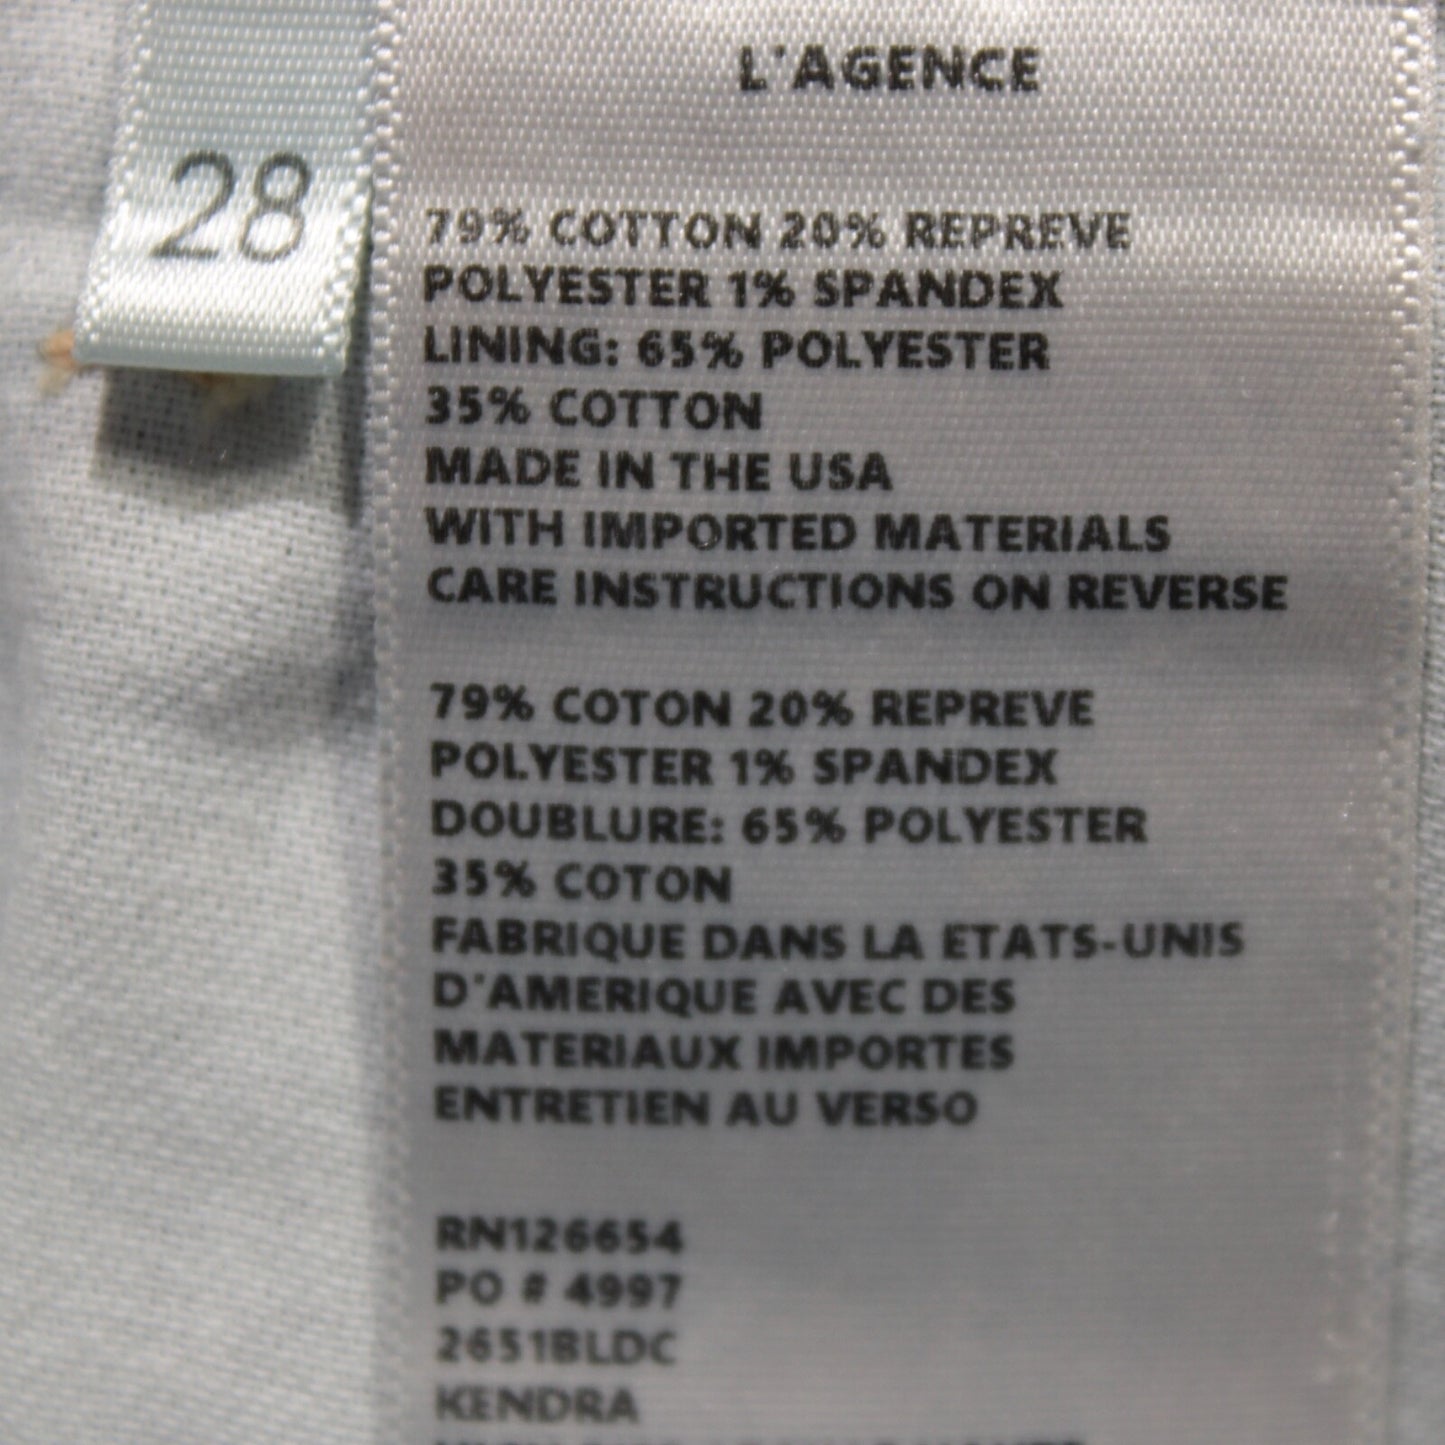 L'AGENCE
28
79% COTTON 20% REPREVE
POLYESTER 1% SPANDEX
LINING: 65% POLYESTER
35% COTTON
MADE IN THE USA
WITH IMPORTED MATERIALS
CARE INSTRUCTIONS ON REVERSE
79% COTON 20% REPREVE
POLYESTER 1% SPANDEX
DOUBLURE: 65% POLYESTER
35% COTON
FABRIQUE DANS LA ETATS-UNIS
D'AMERIQUE AVEC DES
MATERIAUX IMPORTES
ENTRETIEN AU VERSO
RN126654
PO # 4997
2651BLDC
KENDRA